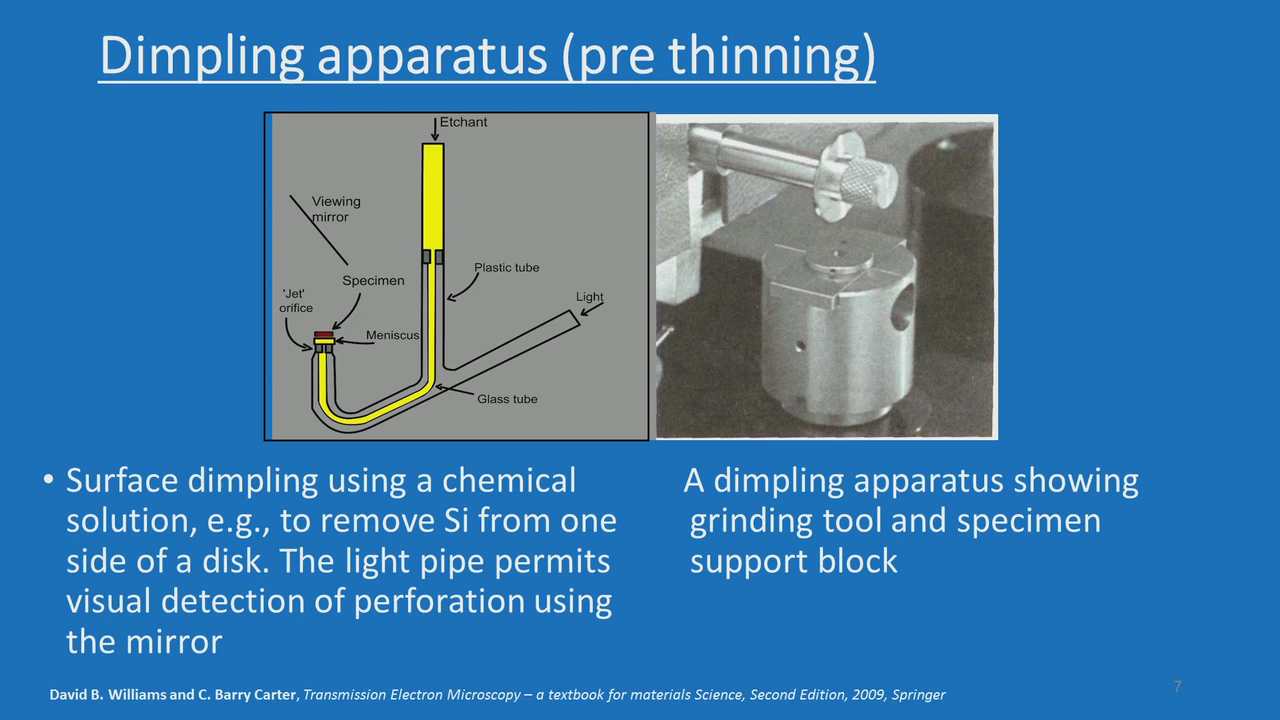 Dimpling apparatus (pre thinning)
Etchant
Viewing
mirror
Specimen
Plastic tube
'Jet'
orifice
Light
Meniscus
Glass tube
• Surface dimpling using a chemical
solution, e.g., to remove Si from one
side of a disk. The light pipe permits
visual detection of perforation using
the mirror
A dimpling apparatus showing
grinding tool and specimen
support block
David B. Williams and C. Barry Carter, Transmission Electron Microscopy – a textbook for materials Science, Second Edition, 2009, Springer
7